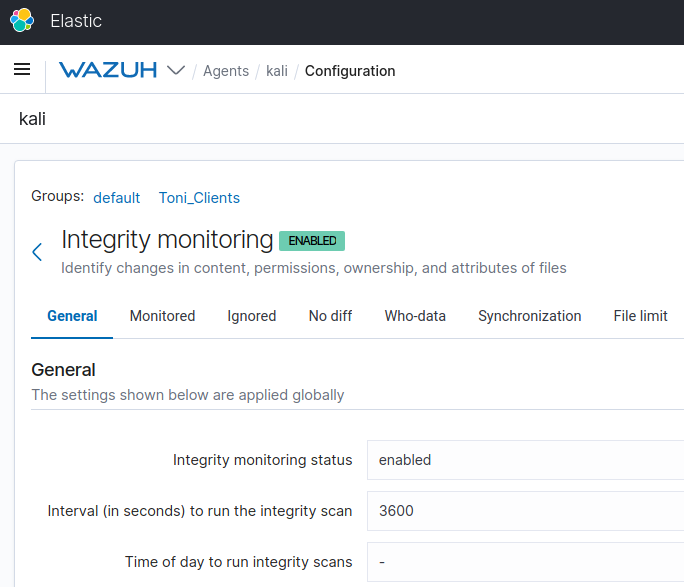 Elastic
WAZUH / Agents / kali / Configuration
kali
Groups: default Toni_Clients
Integrity monitoring ENABLED
Identify changes in content, permissions, ownership, and attributes of files
General Monitored Ignored No diff Who-data Synchronization File limit
General
The settings shown below are applied globally
Integrity monitoring status enabled
Interval (in seconds) to run the integrity scan 3600
Time of day to run integrity scans -